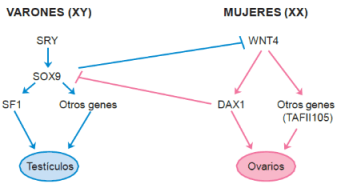 VARONES (XY) MUJERES (XX)
SRY WNT4
SOX9
SF1 Otros genes DAX1 Otros genes
(TAFII105)
Testículos Ovarios